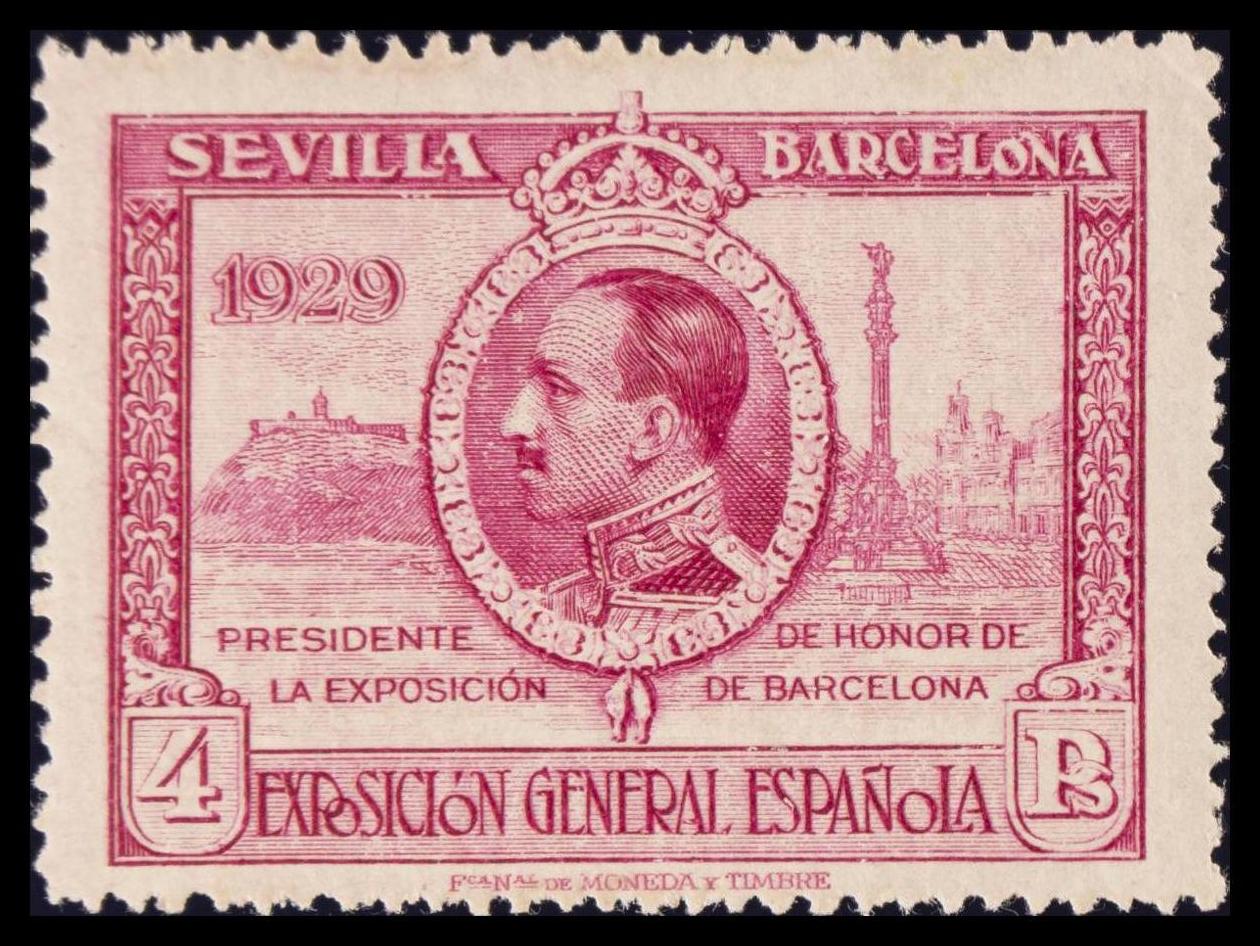 SEVILLA BARCELONA
1929
PRESIDENTE DE HONOR DE
LA EXPOSICIÓN DE BARCELONA
4 EXPOSICIÓN GENERAL ESPAÑOLA PS
FCA NAL DE MONEDA Y TIMBRE